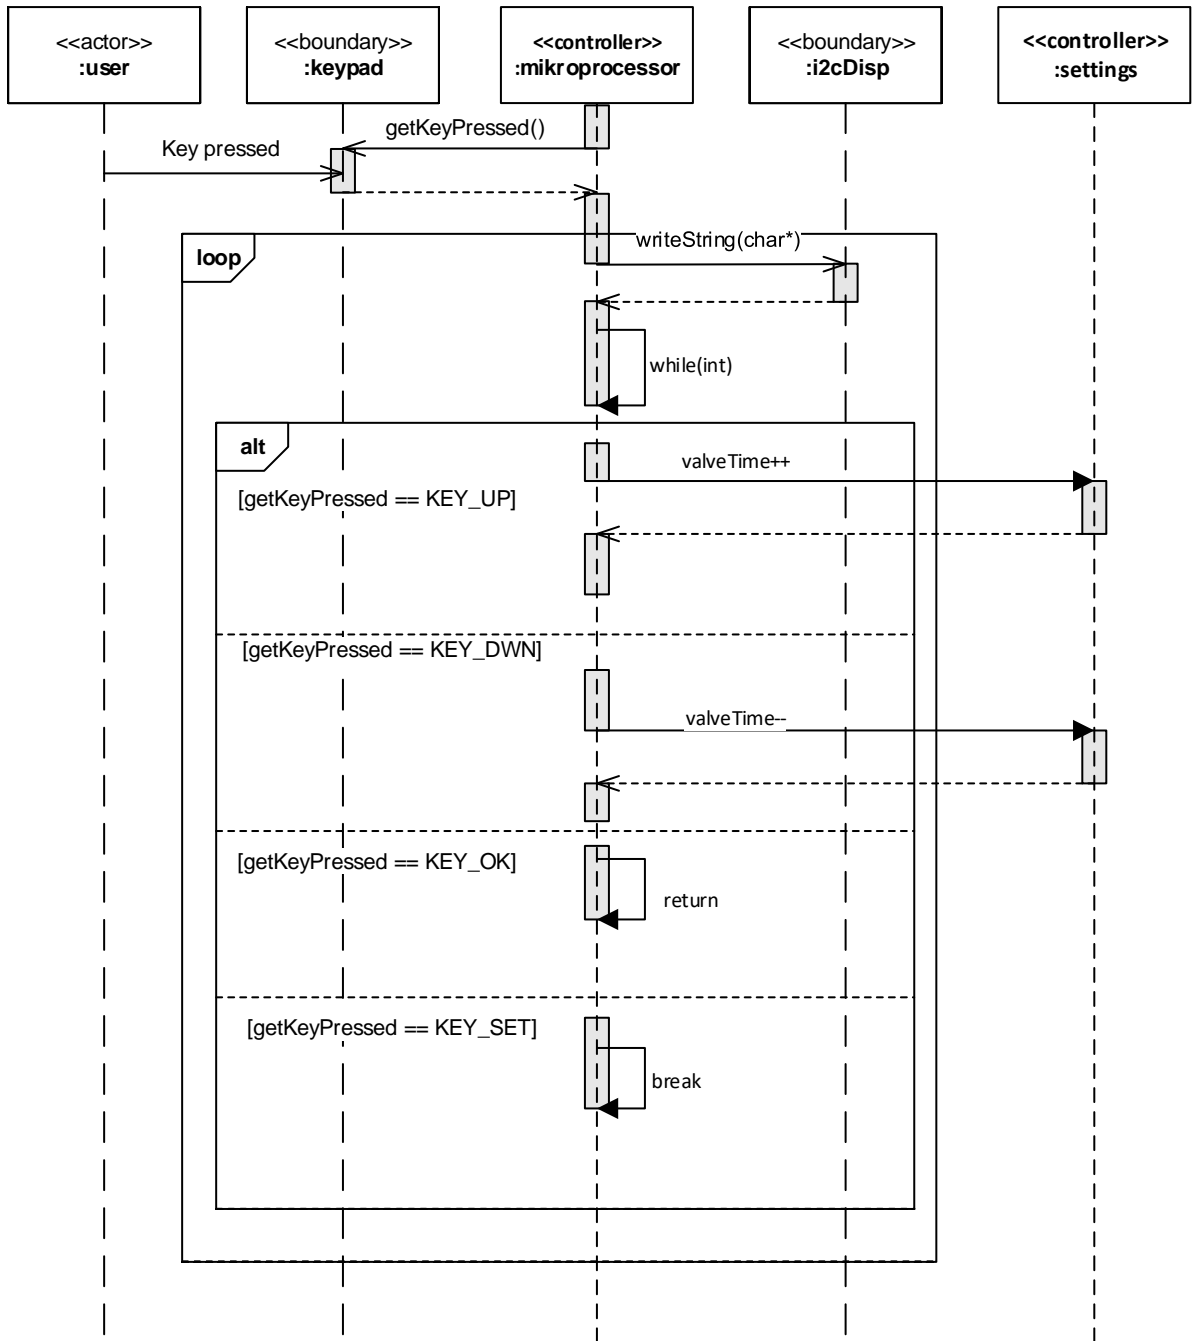 <<actor>>
:user
<<boundary>>
:keypad
<<controller>>
:mikroprocessor
<<boundary>>
:i2cDisp
<<controller>>
:settings
getKeyPressed()
Key pressed
writeString(char*)
loop
while(int)
alt
valveTime++
[getKeyPressed == KEY_UP]
[getKeyPressed == KEY_DWN]
valveTime--
[getKeyPressed == KEY_OK]
return
[getKeyPressed == KEY_SET]
break